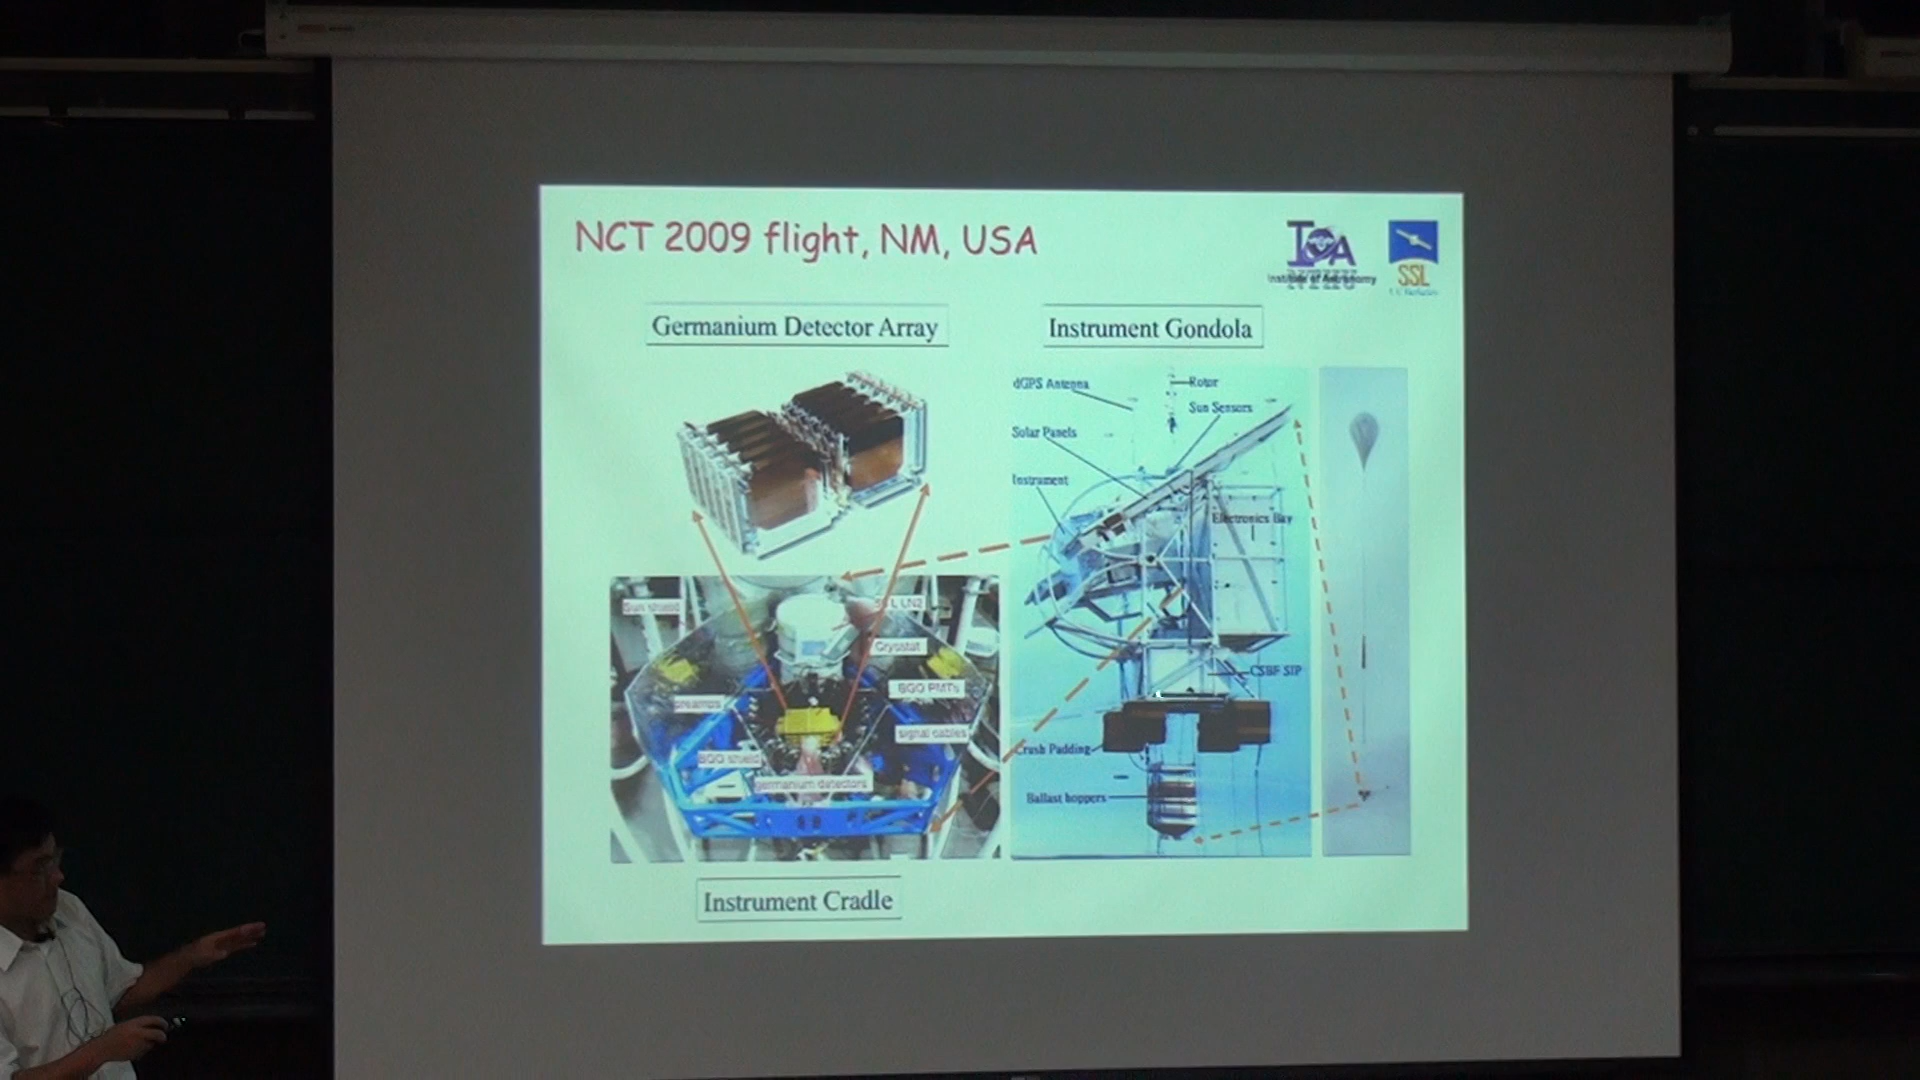 NCT 2009 flight, NM, USA
Institute of Astronomy
SSL
Germanium Detector Array
Instrument Gondola
dGPS Antenna
Rotor
Sun Sensors
Solar Panels
Instrument
Electronics Bay
Sun shield
L LN2
Cryostat
BGO PMTs
preamps
signal cables
BGO shield
germanium detectors
CSBF SIP
Crush Padding
Ballast hoppers
Instrument Cradle